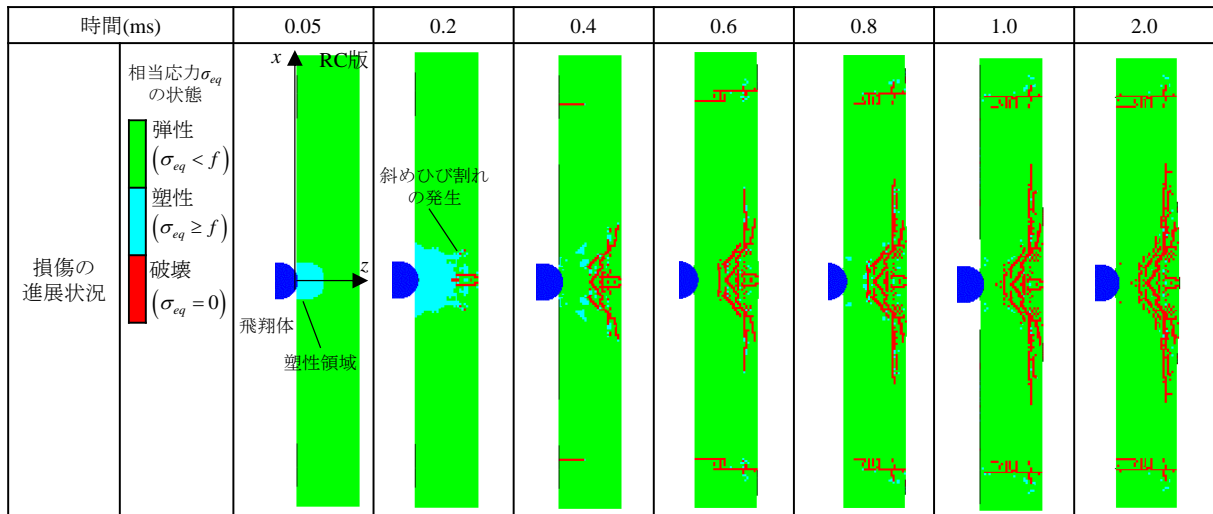 時間(ms) 0.05 0.2 0.4 0.6 0.8 1.0 2.0
損傷の
進展状況
相当応力σeq
の状態
弾性
(σeq < f)
塑性
(σeq ≥ f)
破壊
(σeq = 0)
x
RC版
z
飛翔体
塑性領域
斜めひび割れ
の発生